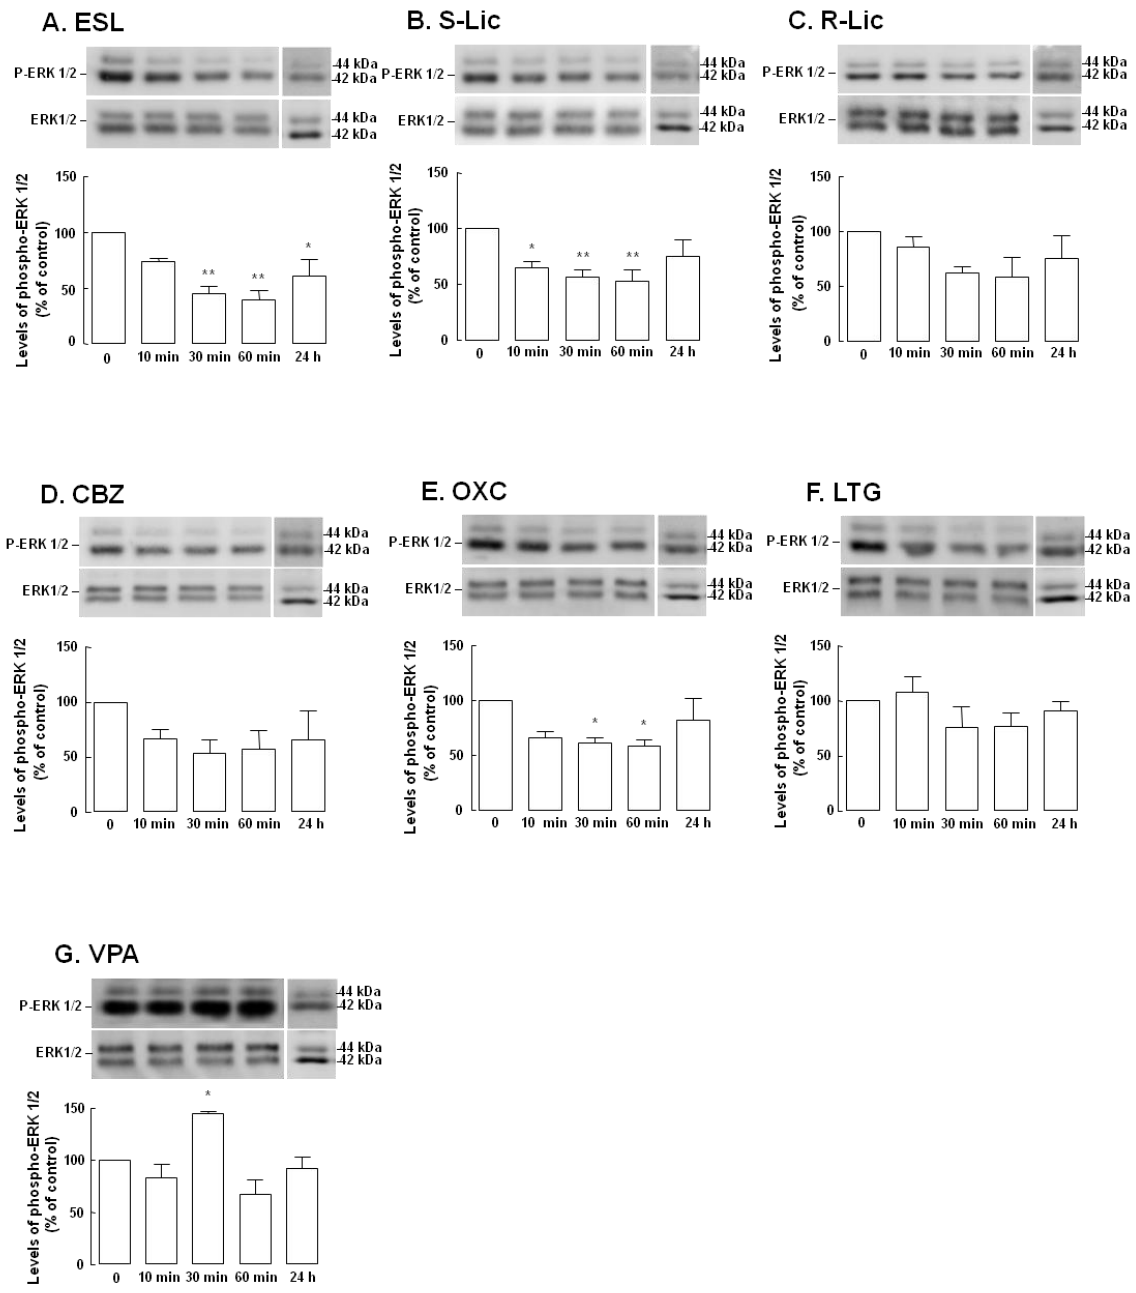 A. ESL
P-ERK 1/2
44 kDa
42 kDa
ERK1/2
44 kDa
42 kDa
Levels of phospho-ERK 1/2
(% of control)
150
100
50
0
**
**
*
0 10 min 30 min 60 min 24 h
B. S-Lic
P-ERK 1/2
44 kDa
42 kDa
ERK1/2
44 kDa
42 kDa
Levels of phospho-ERK 1/2
(% of control)
150
100
50
0
*
**
**
0 10 min 30 min 60 min 24 h
C. R-Lic
P-ERK 1/2
44 kDa
42 kDa
ERK1/2
44 kDa
42 kDa
Levels of phospho-ERK 1/2
(% of control)
150
100
50
0
0 10 min 30 min 60 min 24 h
D. CBZ
P-ERK 1/2
44 kDa
42 kDa
ERK1/2
44 kDa
42 kDa
Levels of phospho-ERK 1/2
(% of control)
150
100
50
0
0 10 min 30 min 60 min 24 h
E. OXC
P-ERK 1/2
44 kDa
42 kDa
ERK1/2
44 kDa
42 kDa
Levels of phospho-ERK 1/2
(% of control)
150
100
50
0
*
*
0 10 min 30 min 60 min 24 h
F. LTG
P-ERK 1/2
44 kDa
42 kDa
ERK1/2
44 kDa
42 kDa
Levels of phospho-ERK 1/2
(% of control)
150
100
50
0
0 10 min 30 min 60 min 24 h
G. VPA
P-ERK 1/2
44 kDa
42 kDa
ERK1/2
44 kDa
42 kDa
Levels of phospho-ERK 1/2
(% of control)
150
100
50
0
*
0 10 min 30 min 60 min 24 h